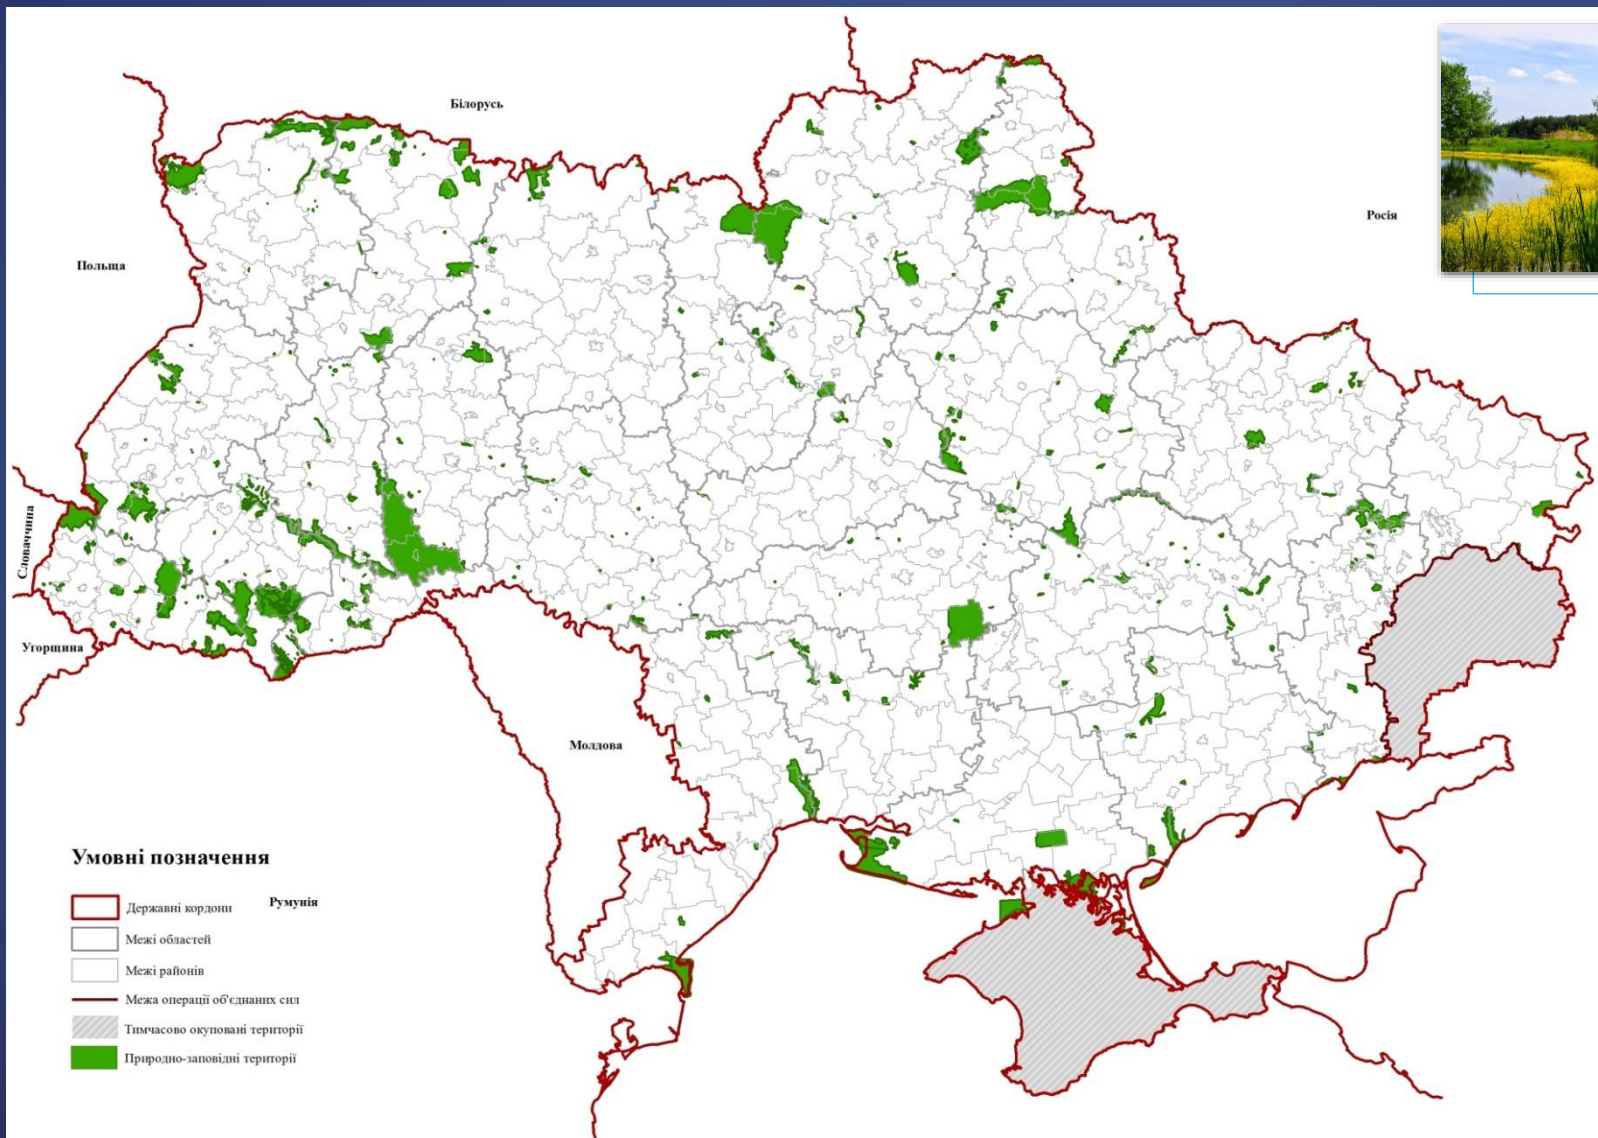 Білорусь
Росія
Польща
Словаччина
Угорщина
Молдова
Румунія
Умовні позначення
Державні кордони
Межі областей
Межі районів
Межа операції об'єднаних сил
Тимчасово окуповані території
Природно-заповідні території